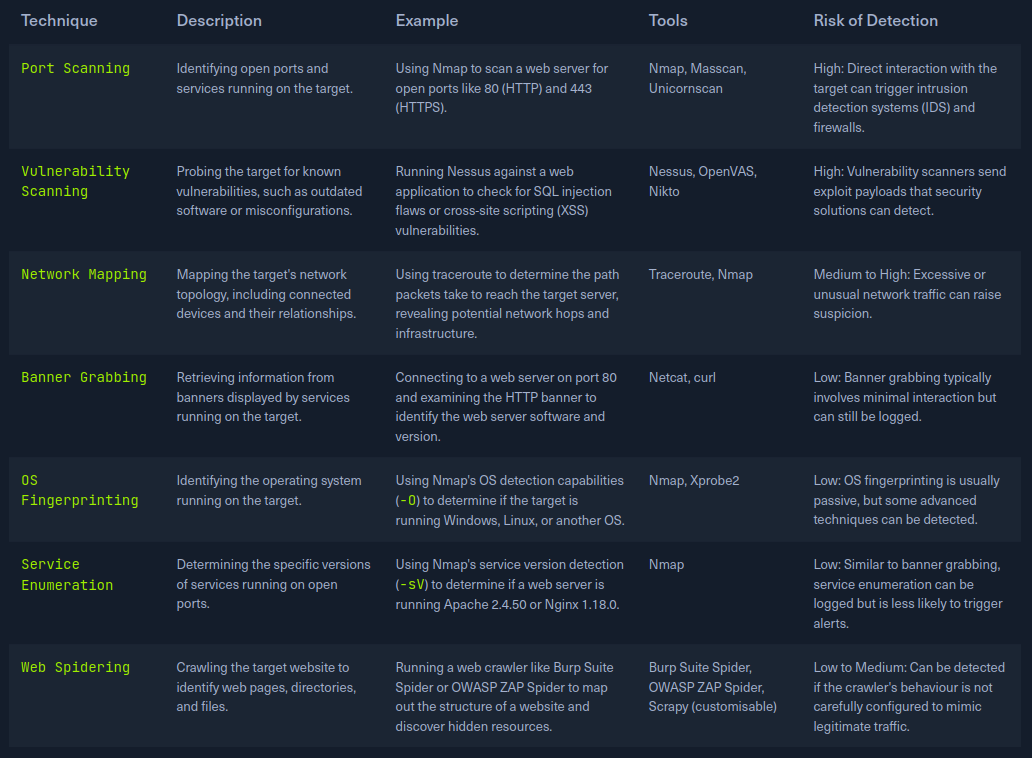 Technique Description Example Tools Risk of Detection
Port Scanning
Identifying open ports and
services running on the target.
Using Nmap to scan a web server for
open ports like 80 (HTTP) and 443
(HTTPS).
Nmap, Masscan,
Unicornscan
High: Direct interaction with the
target can trigger intrusion
detection systems (IDS) and
firewalls.
Vulnerability
Scanning
Probing the target for known
vulnerabilities, such as outdated
software or misconfigurations.
Running Nessus against a web
application to check for SQL injection
flaws or cross-site scripting (XSS)
vulnerabilities.
Nessus, OpenVAS,
Nikto
High: Vulnerability scanners send
exploit payloads that security
solutions can detect.
Network Mapping
Mapping the target's network
topology, including connected
devices and their relationships.
Using traceroute to determine the path
packets take to reach the target server,
revealing potential network hops and
infrastructure.
Traceroute, Nmap
Medium to High: Excessive or
unusual network traffic can raise
suspicion.
Banner Grabbing
Retrieving information from
banners displayed by services
running on the target.
Connecting to a web server on port 80
and examining the HTTP banner to
identify the web server software and
version.
Netcat, curl
Low: Banner grabbing typically
involves minimal interaction but
can still be logged.
OS
Fingerprinting
Identifying the operating system
running on the target.
Using Nmap's OS detection capabilities
(-O) to determine if the target is
running Windows, Linux, or another OS.
Nmap, Xprobe2
Low: OS fingerprinting is usually
passive, but some advanced
techniques can be detected.
Service
Enumeration
Determining the specific versions
of services running on open
ports.
Using Nmap's service version detection
(-sV) to determine if a web server is
running Apache 2.4.50 or Nginx 1.18.0.
Nmap
Low: Similar to banner grabbing,
service enumeration can be
logged but is less likely to trigger
alerts.
Web Spidering
Crawling the target website to
identify web pages, directories,
and files.
Running a web crawler like Burp Suite
Spider or OWASP ZAP Spider to map
out the structure of a website and
discover hidden resources.
Burp Suite Spider,
OWASP ZAP Spider,
Scrapy (customisable)
Low to Medium: Can be detected
if the crawler's behaviour is not
carefully configured to mimic
legitimate traffic.